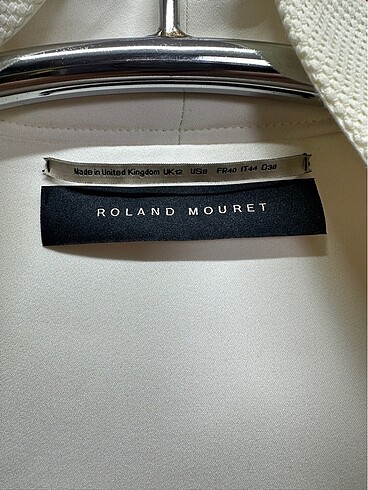 Made in United Kingdom UK12 US8 FR40 IT44 D38
ROLAND MOURET